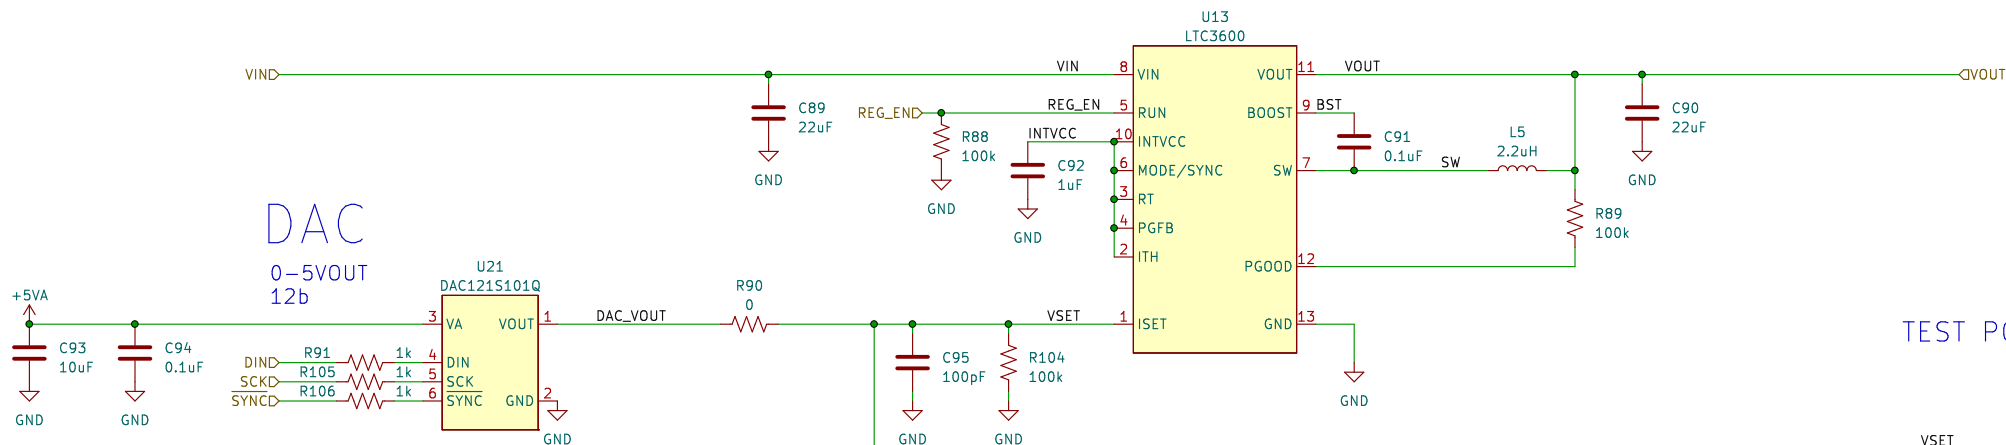 U13
LTC3600
VIN
VIN
8
VIN
VOUT
11
VOUT
VOUT
C89
22uF
GND
REG_EN
REG_EN
5
RUN
BOOST
9
BST
C90
22uF
GND
R88
100k
GND
INTVCC
10
INTVCC
C91
0.1uF
L5
2.2uH
C92
1uF
GND
6
MODE/SYNC
SW
7
SW
3
RT
4
PGFB
R89
100k
2
ITH
PGOOD
12
DAC
0-5VOUT
12b
U21
DAC121S101Q
+5VA
R90
0
3
VA
VOUT
1
DAC_VOUT
VSET
1
ISET
GND
13
GND
TEST PO
C93
10uF
GND
C94
0.1uF
GND
DIN
R91
1k
4
DIN
SCK
R105
1k
5
SCK
SYNC
R106
1k
6
SYNC
GND
2
GND
C95
100pF
GND
R104
100k
GND
VSET